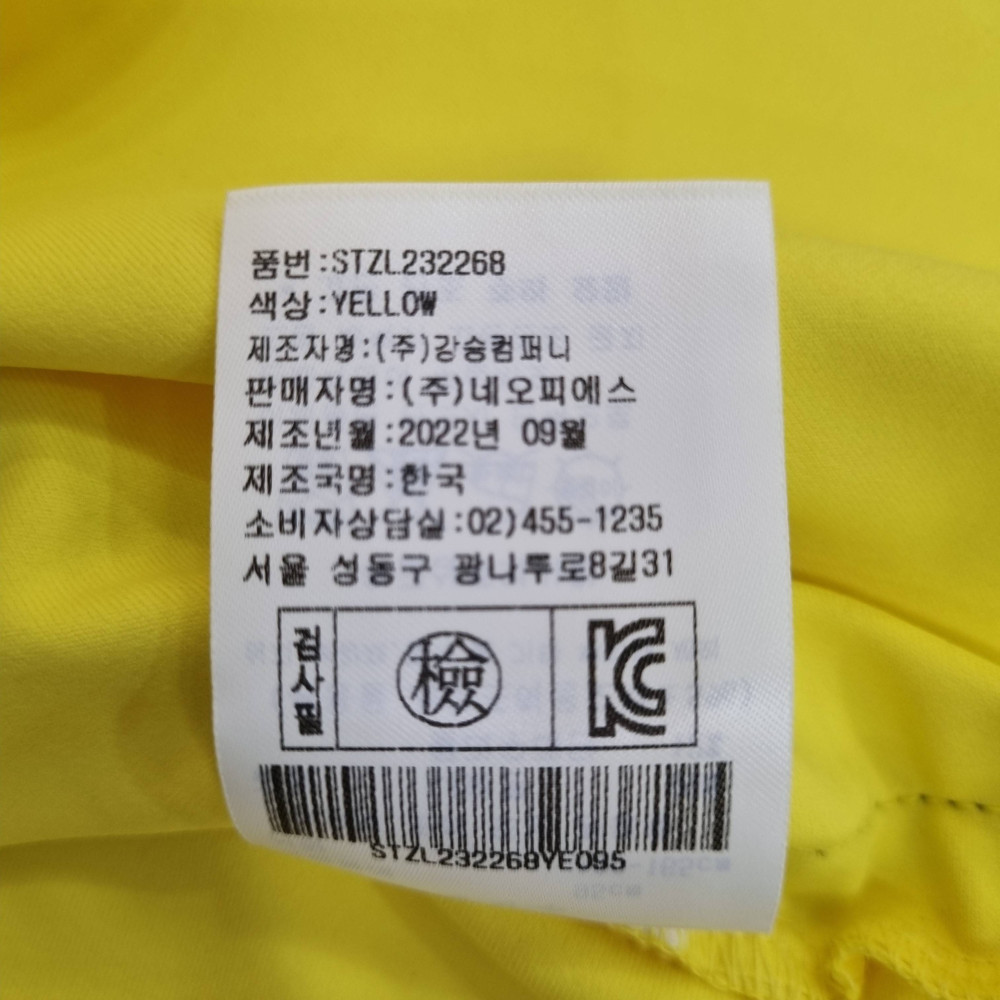 품번:STZL232268
색상:YELLOW
제조자명:(주)강승컴퍼니
판매자명:(주)네오피에스
제조년월:2022년 09월
제조국명:한국
소비자상담실:02)455-1235
서울 성동구 광나투로8길31
검사필
檢
KC
STZL232268YE095